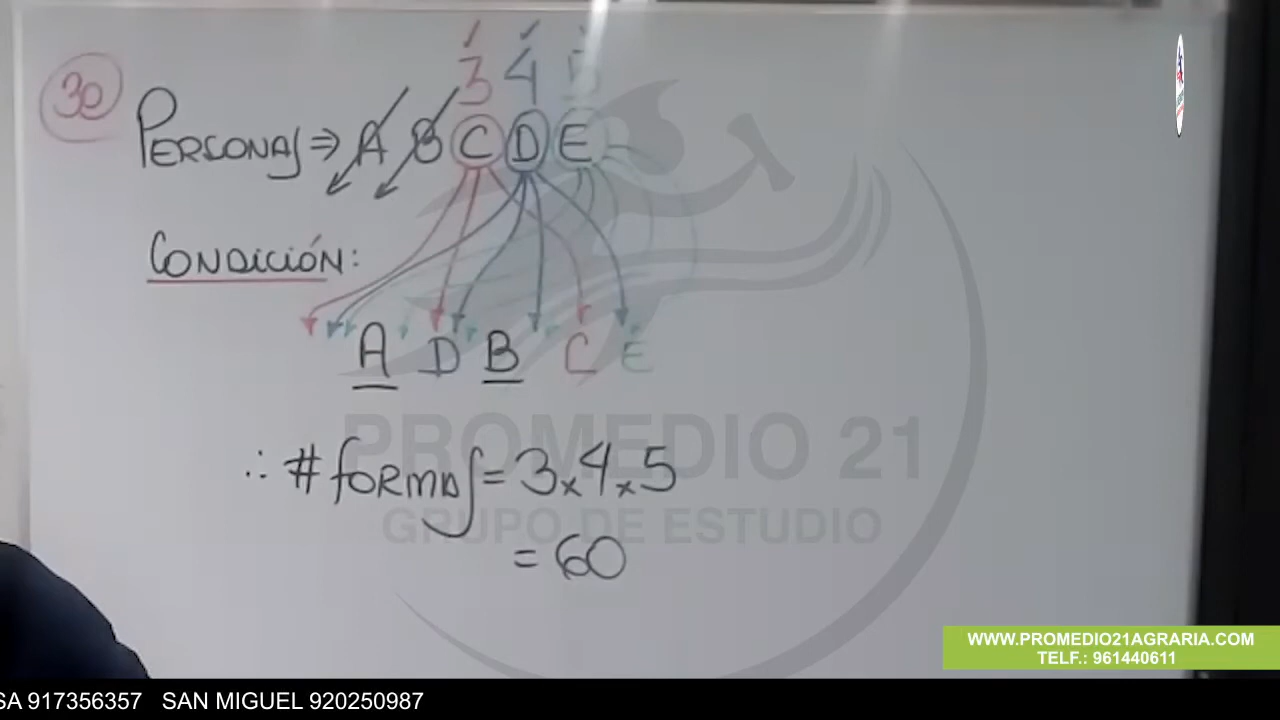 3 4 5
30 PERSONAS ⇒ A B C D E
CONDICIÓN:
A D B C E
PROMEDIO 21
∴ # FORMAS = 3 x 4 x 5
GRUPO DE ESTUDIO
= 60
WWW.PROMEDIO21AGRARIA.COM
TELF.: 961440611
SA 917356357 SAN MIGUEL 920250987